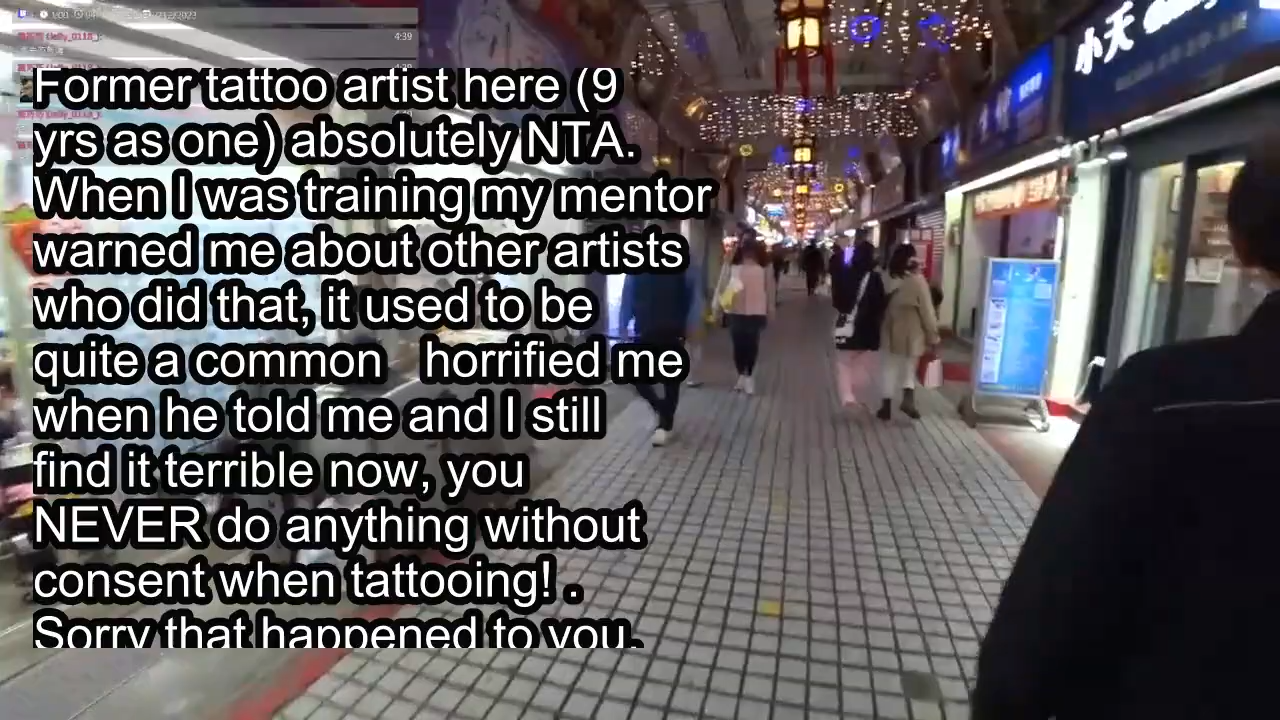 4:39
Former tattoo artist here (9
yrs as one) absolutely NTA.
When I was training my mentor
warned me about other artists
who did that, it used to be
quite a common horrified me
when he told me and I still
find it terrible now, you
NEVER do anything without
consent when tattooing! .
Sorry that happened to you.
小天